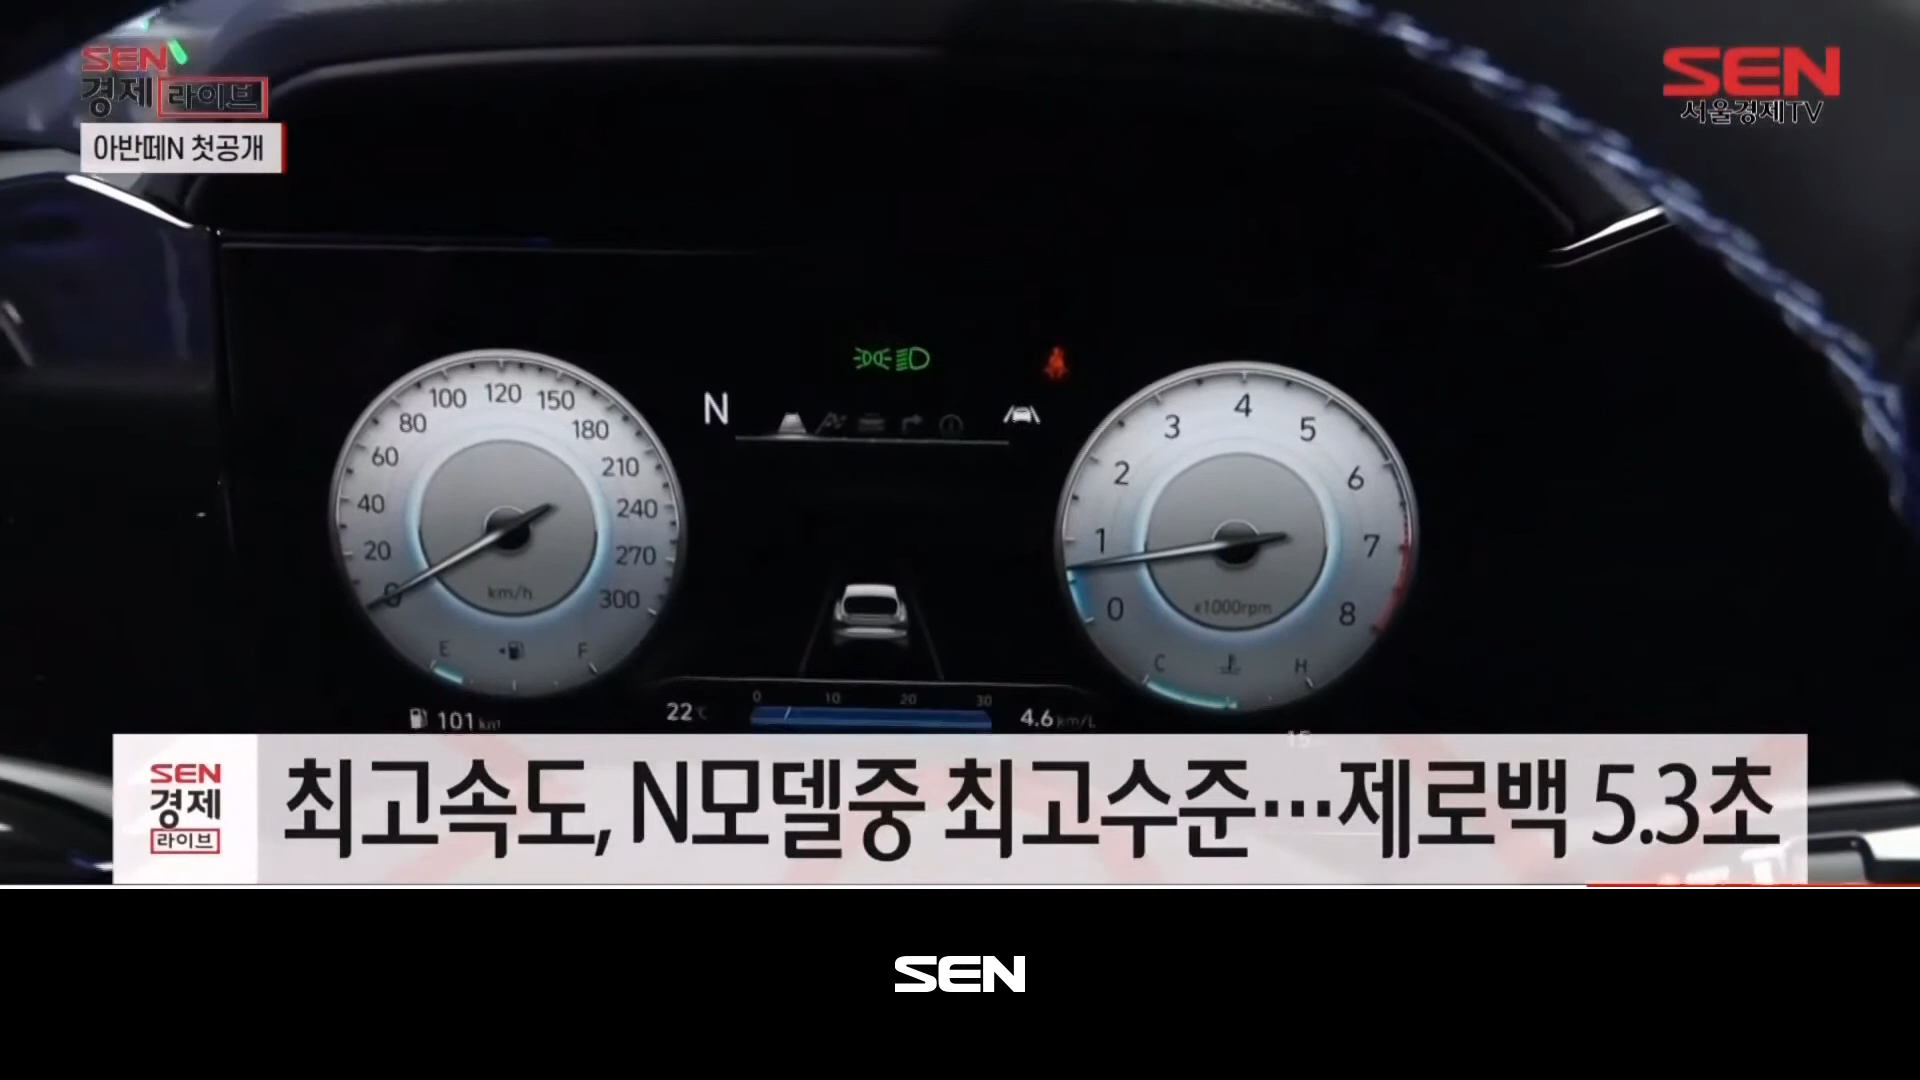 SEN
경제 라이브
아반떼N 첫공개
SEN
서울경제TV
N
0 20 40 60 80 100 120 150 180 210 240 270 300
km/h
E F
101 km
22℃
0 10 20 30
4.6 km/L
0 1 2 3 4 5 6 7 8
x1000rpm
C H
15
SEN
경제
라이브
최고속도, N모델중 최고수준…제로백 5.3초
SEN